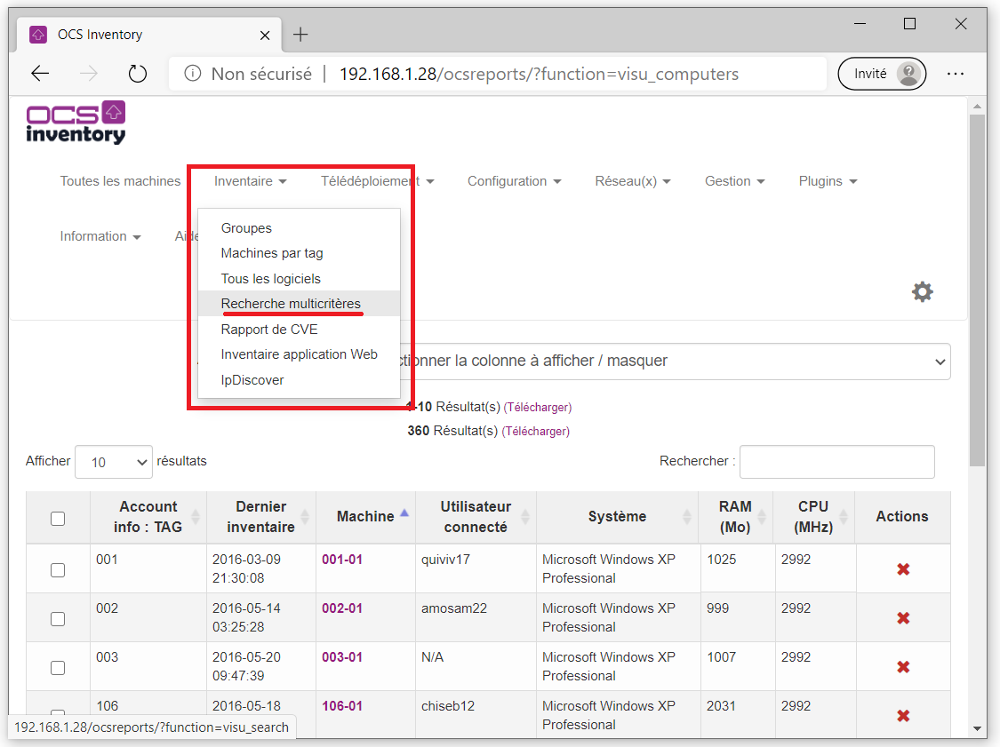 OCS Inventory
Non sécurisé | 192.168.1.28/ocsreports/?function=visu_computers
Invité
OCS
inventory
Toutes les machines Inventaire Télédéploiement Configuration Réseau(x) Gestion Plugins
Information
Groupes
Machines par tag
Tous les logiciels
Recherche multicritères
Rapport de CVE
Inventaire application Web
IpDiscover
la colonne à afficher / masquer
1-10 Résultat(s) (Télécharger)
360 Résultat(s) (Télécharger)
Afficher 10 résultats Rechercher :
Account info : TAG Dernier inventaire Machine Utilisateur connecté Système RAM (Mo) CPU (MHz) Actions
001 2016-03-09 21:30:08 001-01 quiviv17 Microsoft Windows XP Professional 1025 2992
002 2016-05-14 03:25:28 002-01 amosam22 Microsoft Windows XP Professional 999 2992
003 2016-05-20 09:47:39 003-01 N/A Microsoft Windows XP Professional 1007 2992
106 2016-05-18 106-01 chiseb12 Microsoft Windows XP Professional 2031 2992
192.168.1.28/ocsreports/?function=visu_search